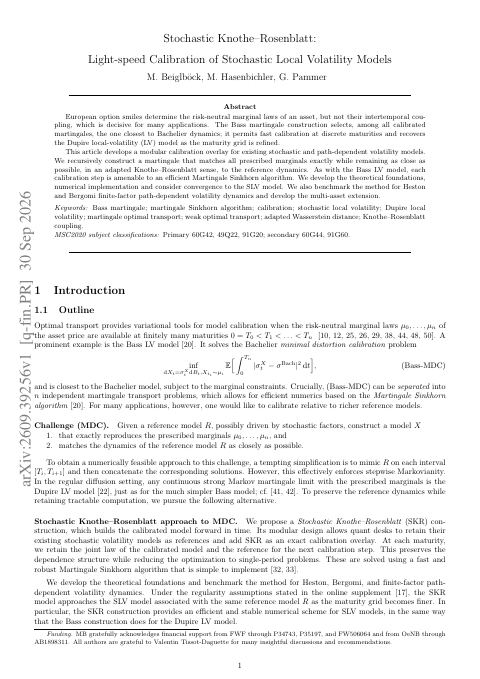 Stochastic Knothe–Rosenblatt:
Light-speed Calibration of Stochastic Local Volatility Models
M. Beiglböck, M. Hasenbichler, G. Pammer
Abstract
European option smiles determine the risk-neutral marginal laws of an asset, but not their intertemporal cou-
pling, which is decisive for many applications. The Bass martingale construction selects, among all calibrated
martingales, the one closest to Bachelier dynamics; it permits fast calibration at discrete maturities and recovers
the Dupire local-volatility (LV) model as the maturity grid is refined.
This article develops a modular calibration overlay for existing stochastic and path-dependent volatility models.
We recursively construct a martingale that matches all prescribed marginals exactly while remaining as close as
possible, in an adapted Knothe–Rosenblatt sense, to the reference dynamics. As with the Bass LV model, each
calibration step is amenable to an efficient Martingale Sinkhorn algorithm. We develop the theoretical foundations,
numerical implementation and consider convergence to the SLV model. We also benchmark the method for Heston
and Bergomi finite-factor path-dependent volatility dynamics and develop the multi-asset extension.
Keywords: Bass martingale; martingale Sinkhorn algorithm; calibration; stochastic local volatility; Dupire local
volatility; martingale optimal transport; weak optimal transport; adapted Wasserstein distance; Knothe–Rosenblatt
coupling.
MSC2020 subject classifications: Primary 60G42, 49Q22, 91G20; secondary 60G44, 91G60.
arXiv:2609.39256v1 [q-fin.PR] 30 Sep 2026
1 Introduction
1.1 Outline
Optimal transport provides variational tools for model calibration when the risk-neutral marginal laws μ₀, . . . , μₙ of
the asset price are available at finitely many maturities 0 = T₀ < T₁ < . . . < Tₙ [10, 12, 25, 26, 29, 38, 44, 48, 50]. A
prominent example is the Bass LV model [20]. It solves the Bachelier minimal distortion calibration problem
inf_{dXₜ=σₜˣdBₜ, X_{Tᵢ}∼μᵢ} E[∫₀^{Tₙ} |σₜˣ − σ^{Bach}|² dt], (Bass-MDC)
and is closest to Bachelier dynamics, subject to the marginal constraints. Crucially, (Bass-MDC) can be separated into
n independent martingale transport problems, which allows for efficient numerics based on the Martingale Sinkhorn
algorithm [20]. For many applications, however, one would like to calibrate relative to richer reference models.
Challenge (MDC). Given a reference model R, possibly driven by stochastic factors, construct a model X
1. that exactly reproduces the prescribed marginals μ₀, . . . , μₙ, and
2. matches the dynamics of the reference model R as closely as possible.
To obtain a numerically feasible approach to this challenge, a tempting simplification is to mimic R on each interval
[Tᵢ, Tᵢ₊₁] and then concatenate the corresponding solutions. However, this effectively enforces stepwise Markovianity.
In the regular diffusion setting, any continuous strong Markov martingale limit with the prescribed marginals is the
Dupire LV model [22], just as for the much simpler Bass model; cf. [41, 42]. To preserve the reference dynamics while
retaining tractable computation, we pursue the following alternative.
Stochastic Knothe–Rosenblatt approach to MDC. We propose a Stochastic Knothe–Rosenblatt (SKR) con-
struction, which builds the calibrated model forward in time. Its modular design allows quant desks to retain their
existing stochastic volatility models as references and add SKR as an exact calibration overlay. At each maturity,
we retain the joint law of the calibrated model and the reference for the next calibration step. This preserves the
dependence structure while reducing the optimization to single-period problems. These are solved using a fast and
robust Martingale Sinkhorn algorithm that is simple to implement [32, 33].
We develop the theoretical foundations and benchmark the method for Heston, Bergomi, and finite-factor path-
dependent volatility dynamics. Under the regularity assumptions stated in the online supplement [17], the SKR
model approaches the SLV model associated with the same reference model R as the maturity grid becomes finer. In
particular, the SKR construction provides an efficient and stable numerical scheme for SLV models, in the same way
that the Bass construction does for the Dupire LV model.
Funding. MB gratefully acknowledges financial support from FWF through P34743, P35197, and FW506064 and from OeNB through
AB1898311. All authors are grateful to Valentin Tissot-Daguette for many insightful discussions and recommendations.
1